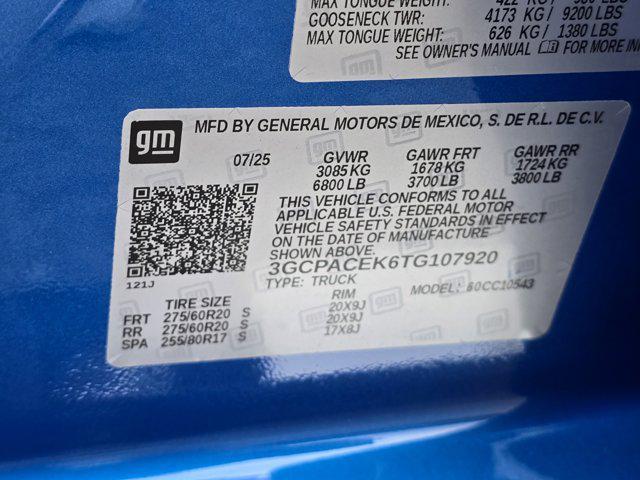 MAX TONGUE WEIGHT: 422 KG /
GOOSENECK TWR: 4173 KG / 9200 LBS
MAX TONGUE WEIGHT: 626 KG / 1380 LBS
SEE OWNER'S MANUAL FOR MORE
gm
MFD BY GENERAL MOTORS DE MEXICO, S. DE R.L. DE C.V.
07/25 GVWR GAWR FRT GAWR RR
3085 KG 1678 KG 1724 KG
6800 LB 3700 LB 3800 LB
THIS VEHICLE CONFORMS TO ALL
APPLICABLE U.S. FEDERAL MOTOR
VEHICLE SAFETY STANDARDS IN EFFECT
ON THE DATE OF MANUFACTURE
SHOWN ABOVE.
3GCPACEK6TG107920
TYPE: TRUCK MODEL: 10543
121J
TIRE SIZE RIM
FRT 275/60R20 S 20X9J
RR 275/60R20 S 20X9J
SPA 255/80R17 S 17X8J